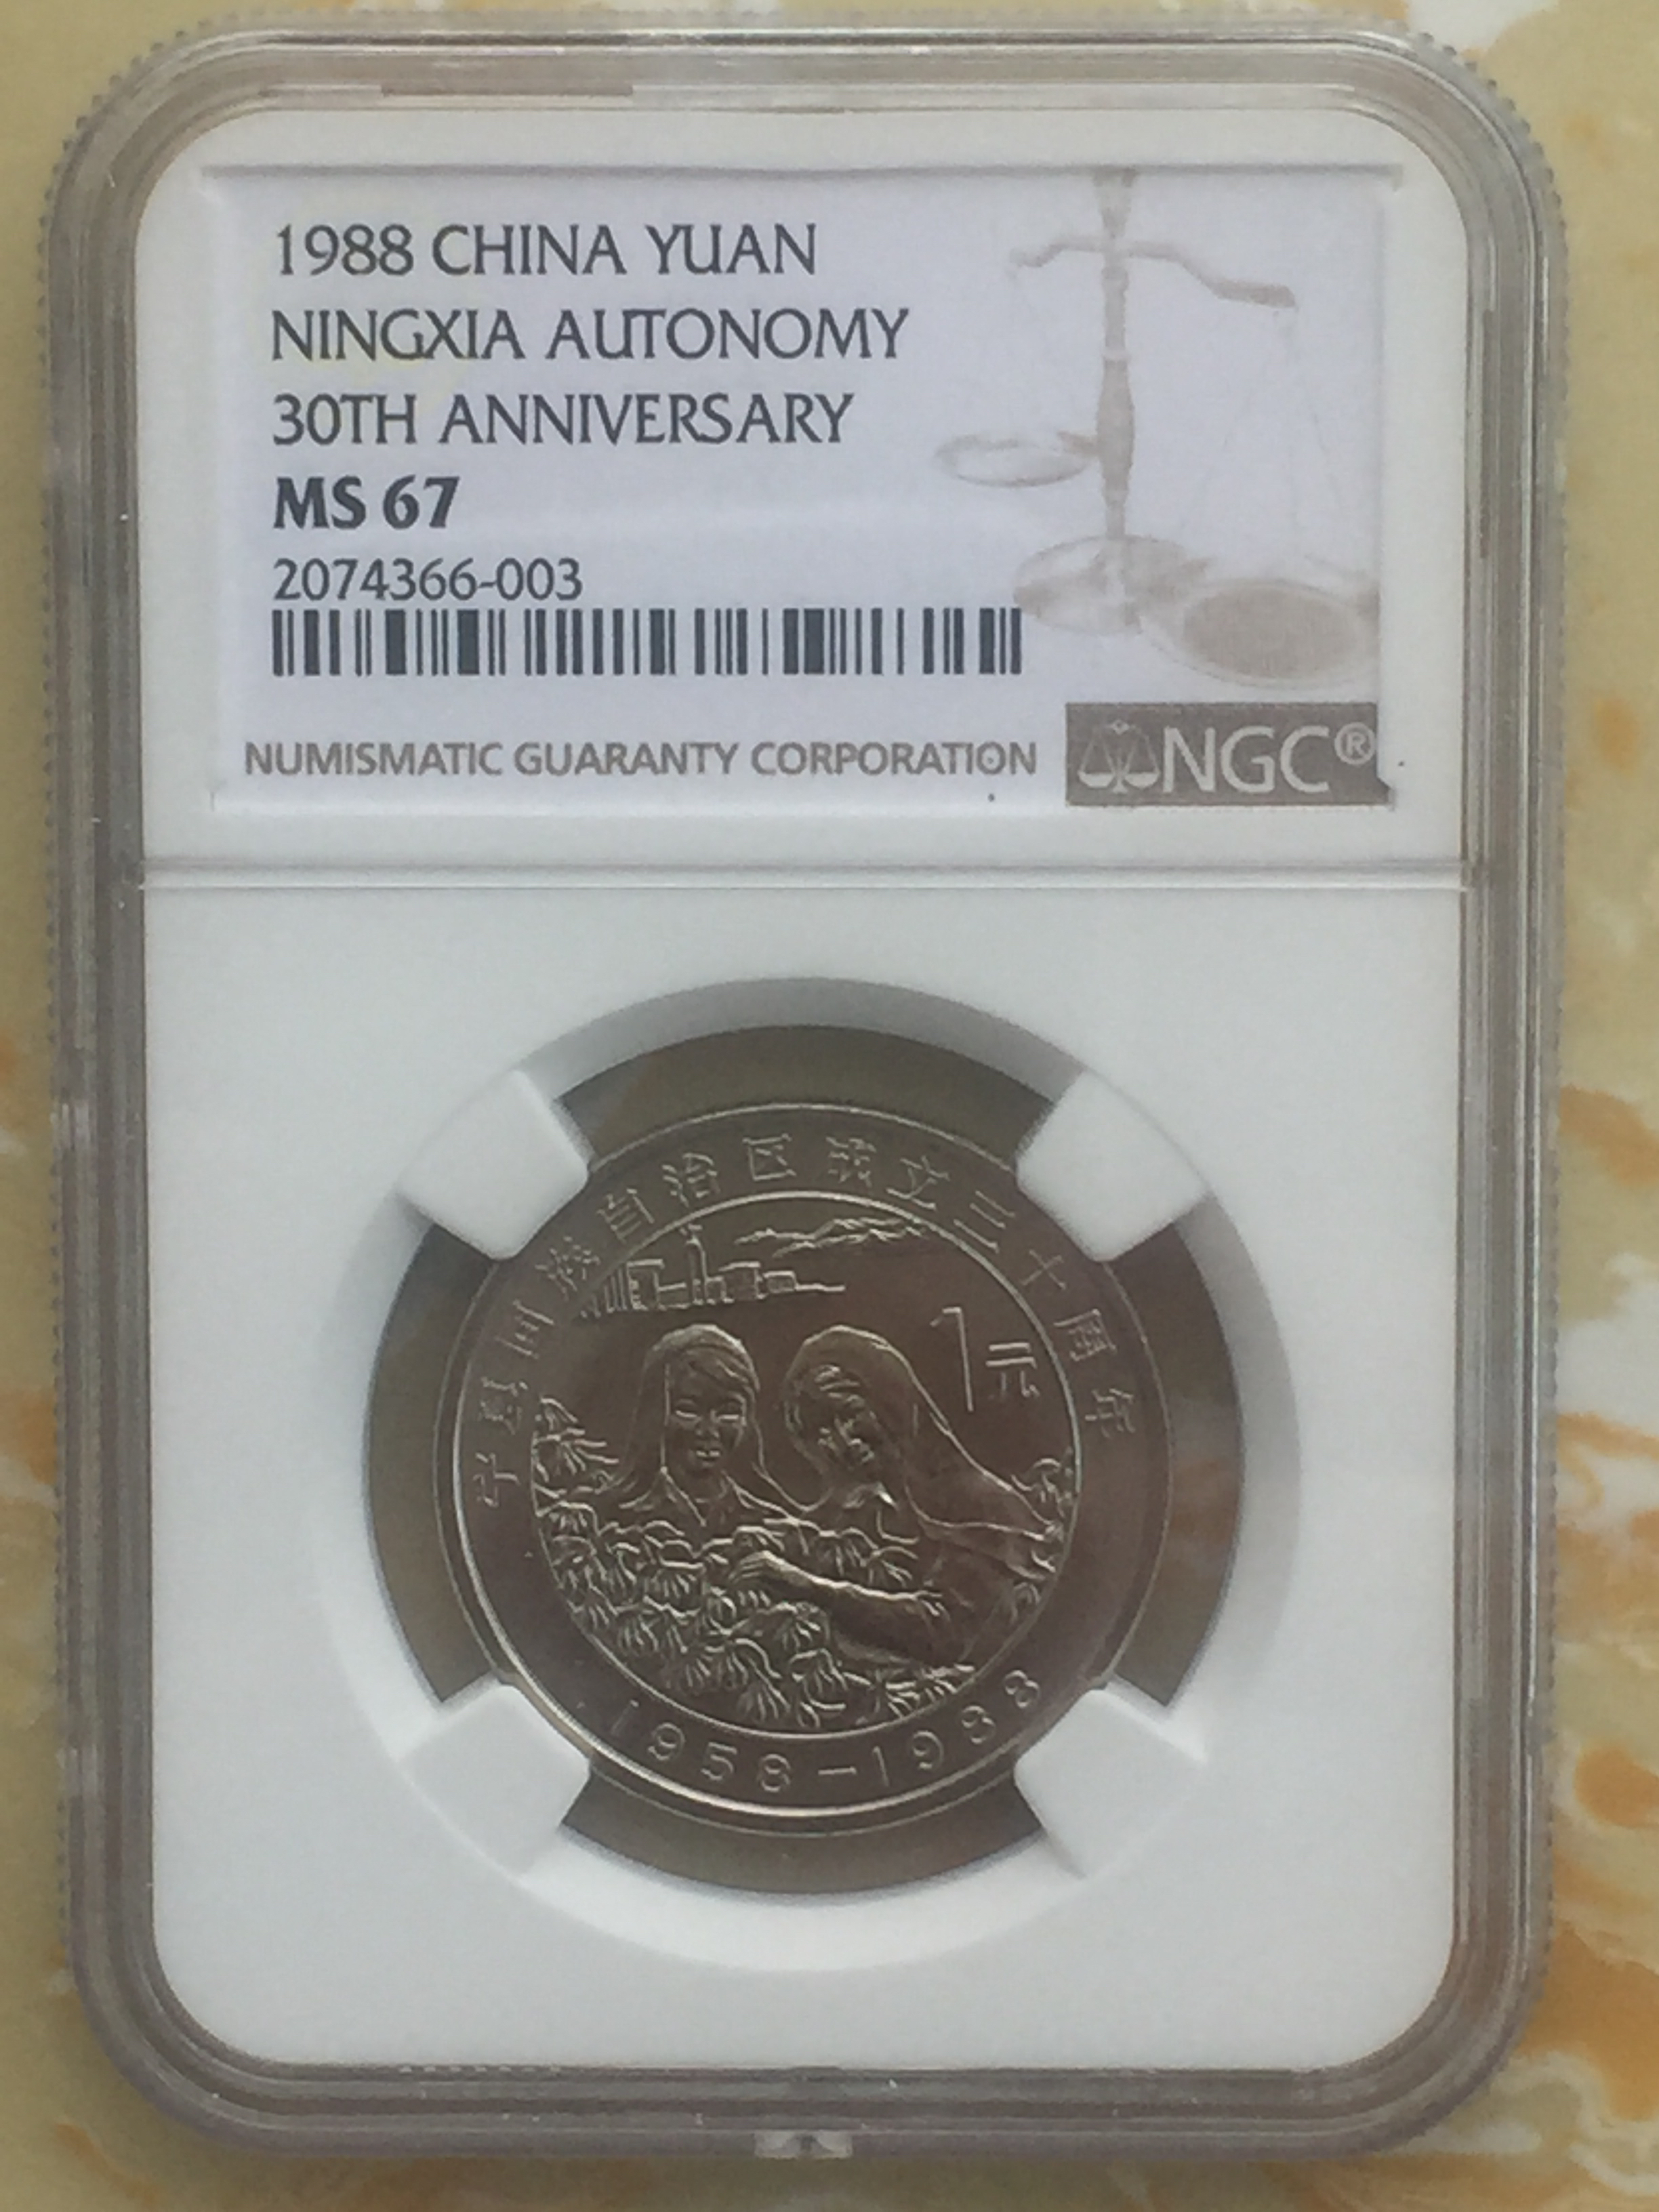 1988 CHINA YUAN
NINGXIA AUTONOMY
30TH ANNIVERSARY
MS 67
2074366-003
NUMISMATIC GUARANTY CORPORATION
NGC®
宁夏回族自治区成立三十周年
1元
1958-1988